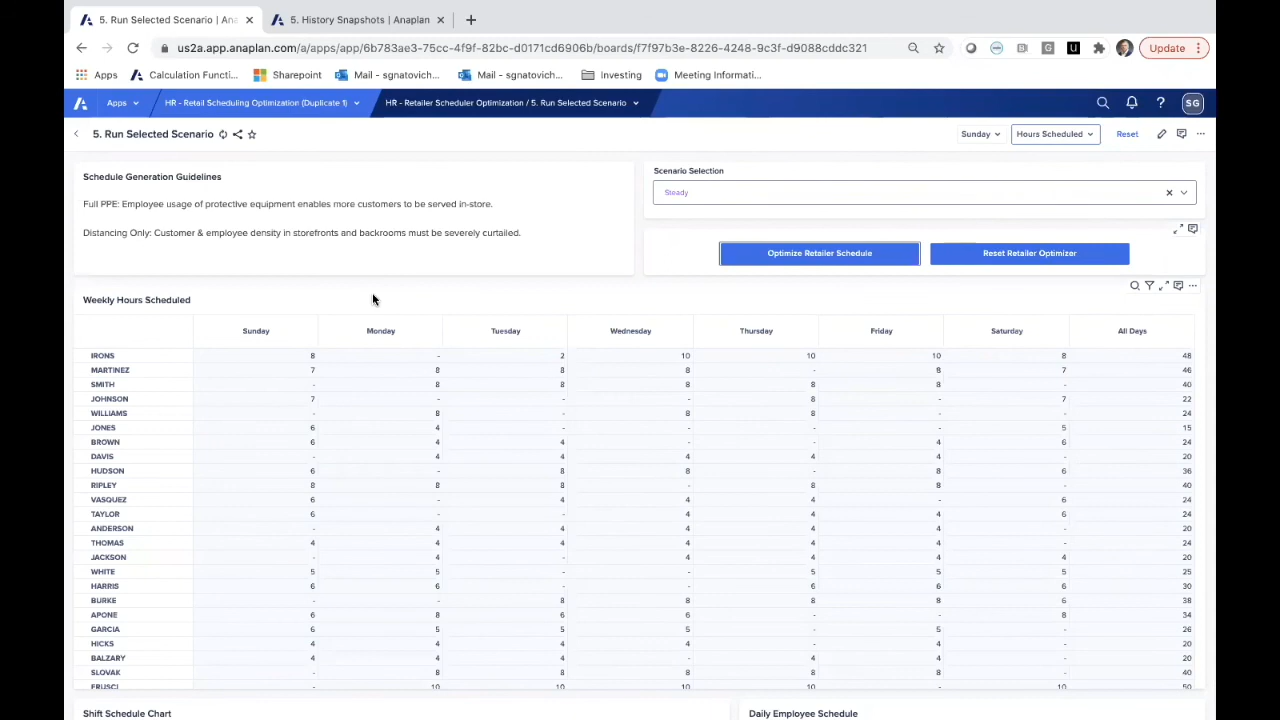 5. Run Selected Scenario | Ana
5. History Snapshots | Anaplan
us2a.app.anaplan.com/a/apps/app/6b783ae3-75cc-4f9f-82bc-d0171cd6906b/boards/f7f97b3e-8226-4248-9c3f-d9088cddc321
Update
Apps
Calculation Functi...
Sharepoint
Mail - sgnatovich...
Mail - sgnatovich...
Investing
Meeting Informati...
Apps
HR - Retail Scheduling Optimization (Duplicate 1)
HR - Retailer Scheduler Optimization / 5. Run Selected Scenario
SG
5. Run Selected Scenario
Sunday
Hours Scheduled
Reset
Schedule Generation Guidelines
Full PPE: Employee usage of protective equipment enables more customers to be served in-store.
Distancing Only: Customer & employee density in storefronts and backrooms must be severely curtailed.
Scenario Selection
Steady
Optimize Retailer Schedule
Reset Retailer Optimizer
Weekly Hours Scheduled
Sunday Monday Tuesday Wednesday Thursday Friday Saturday All Days
IRONS 8 - 2 10 10 10 8 48
MARTINEZ 7 8 8 8 - 8 7 46
SMITH - 8 8 8 8 8 - 40
JOHNSON 7 - - - 8 - 7 22
WILLIAMS - 8 - 8 8 - - 24
JONES 6 4 - - - - 5 15
BROWN 6 4 4 - - 4 6 24
DAVIS - 4 4 4 4 4 - 20
HUDSON 6 - 8 8 - 8 6 36
RIPLEY 8 8 8 - 8 8 - 40
VASQUEZ 6 - 4 4 4 - 6 24
TAYLOR 6 - - 4 4 4 6 24
ANDERSON - 4 4 4 4 4 - 20
THOMAS 4 4 4 4 4 4 - 24
JACKSON - 4 - 4 4 4 4 20
WHITE 5 5 - - 5 5 5 25
HARRIS 6 6 - - 6 6 6 30
BURKE - - 8 8 8 8 6 38
APONE 6 8 6 6 - - 8 34
GARCIA 6 5 5 5 - 5 - 26
HICKS 4 4 4 4 - 4 - 20
BALZARY 4 4 4 - 4 4 - 20
SLOVAK - 8 8 8 8 8 - 40
FRUSCI - 10 10 10 10 - 10 50
Shift Schedule Chart
Daily Employee Schedule